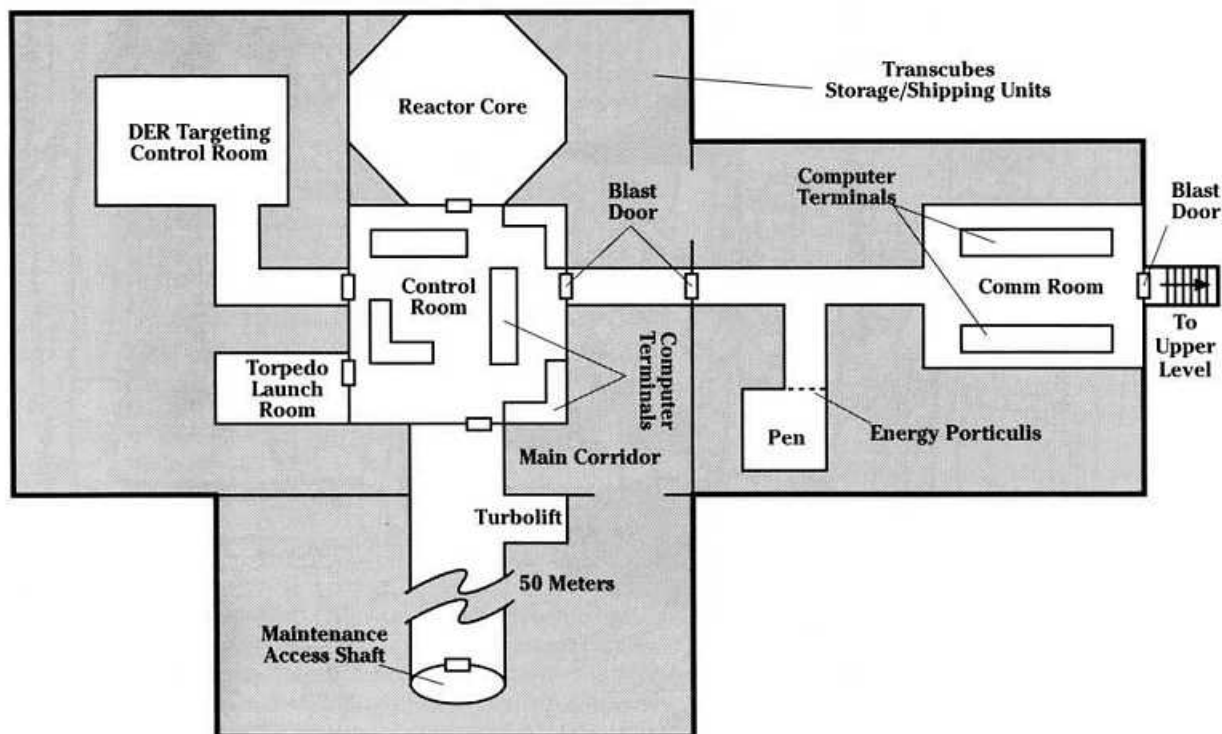 Transcubes
Storage/Shipping Units
Reactor Core
DER Targeting
Control Room
Blast
Door
Computer
Terminals
Blast
Door
Control
Room
Comm Room
To
Upper
Level
Torpedo
Launch
Room
Computer
Terminals
Pen
Energy Porticulis
Main Corridor
Turbolift
50 Meters
Maintenance
Access Shaft